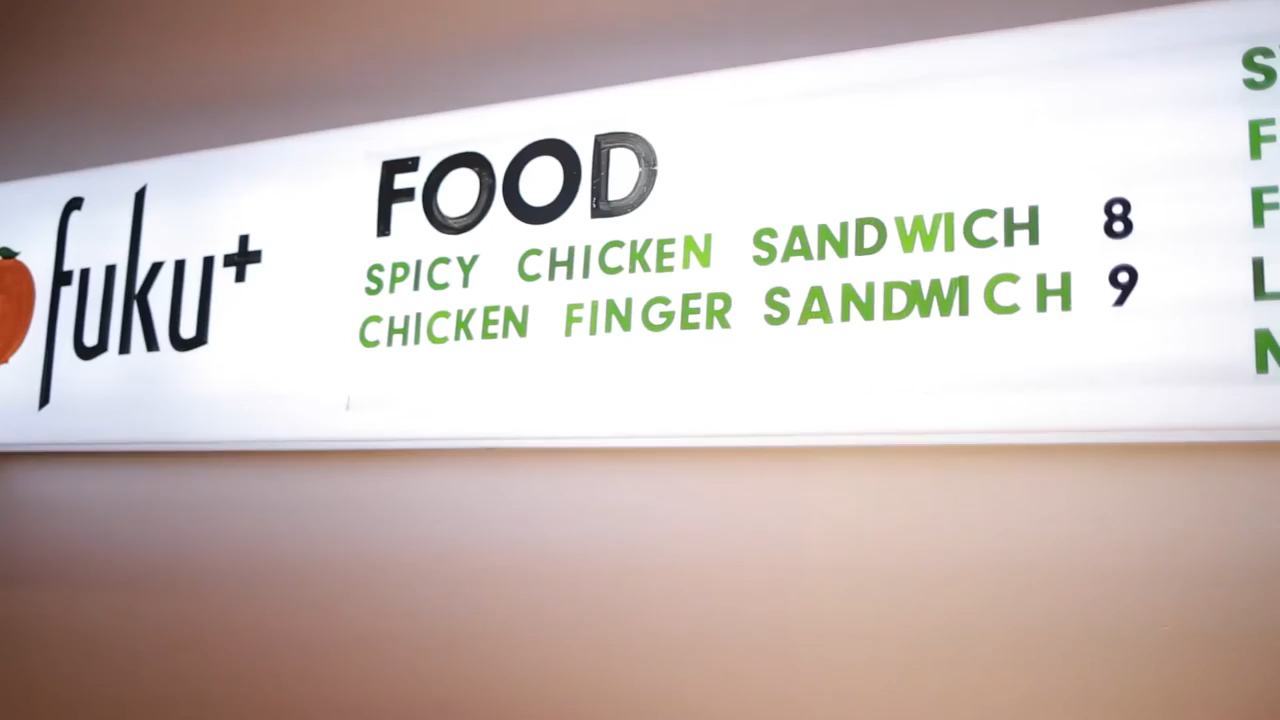 fuku+
FOOD
SPICY CHICKEN SANDWICH 8
CHICKEN FINGER SANDWICH 9